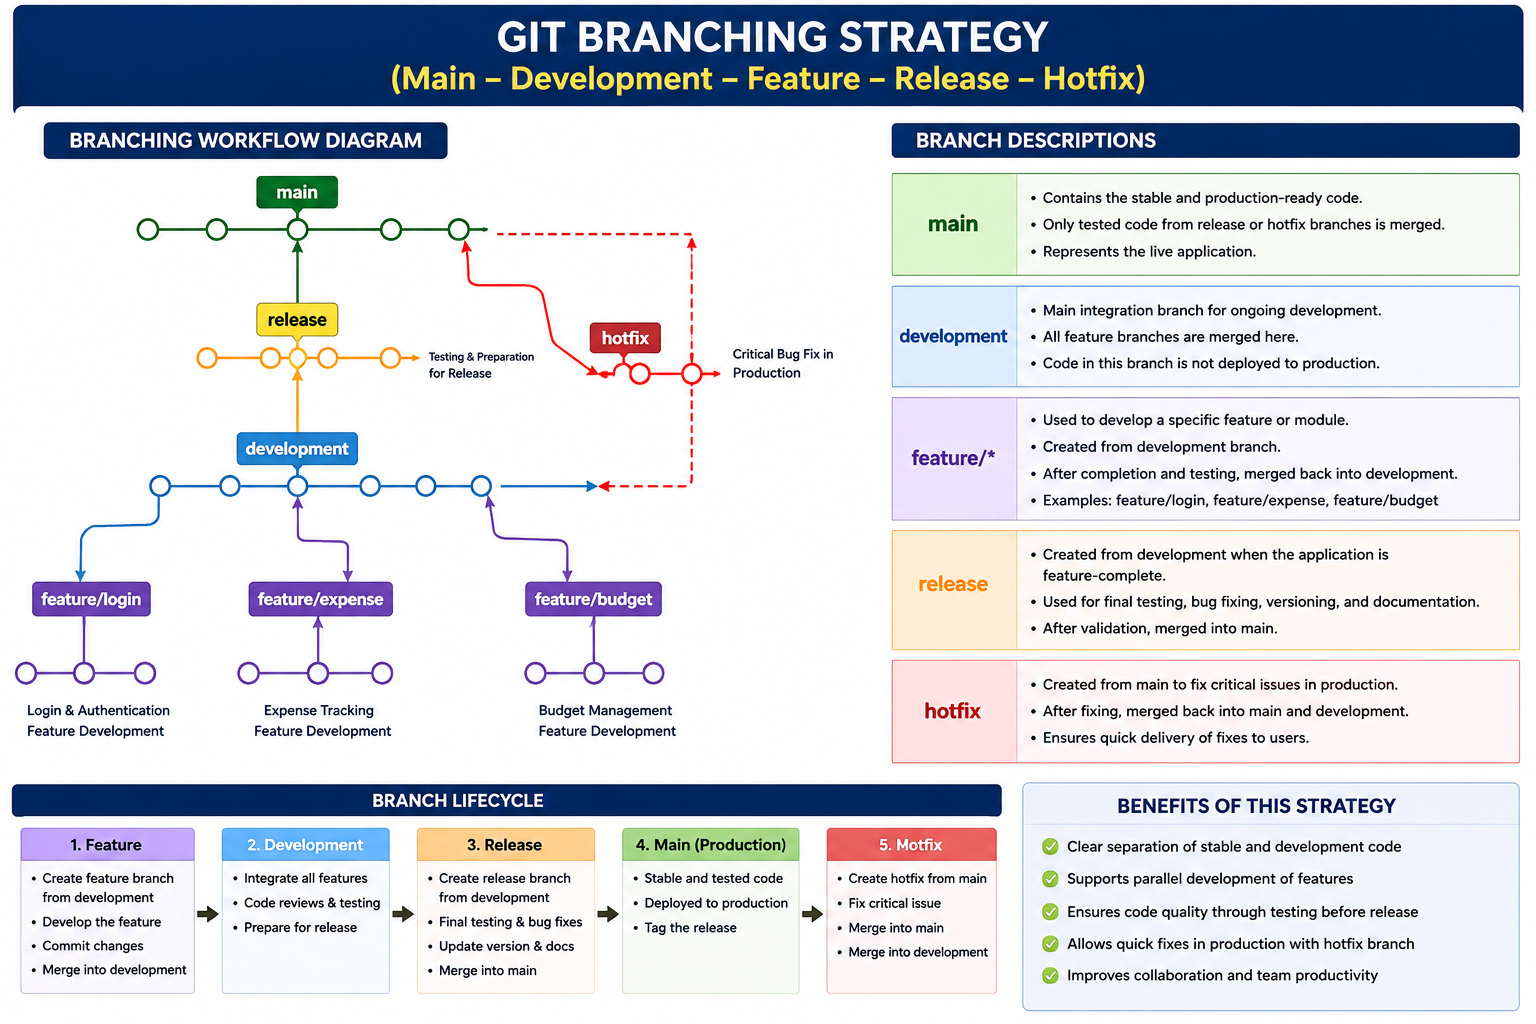 GIT BRANCHING STRATEGY
(Main – Development – Feature – Release – Hotfix)
BRANCHING WORKFLOW DIAGRAM
main
release
Testing & Preparation
for Release
hotfix
Critical Bug Fix in
Production
development
feature/login
feature/expense
feature/budget
Login & Authentication
Feature Development
Expense Tracking
Feature Development
Budget Management
Feature Development
BRANCH DESCRIPTIONS
main
• Contains the stable and production-ready code.
• Only tested code from release or hotfix branches is merged.
• Represents the live application.
development
• Main integration branch for ongoing development.
• All feature branches are merged here.
• Code in this branch is not deployed to production.
feature/*
• Used to develop a specific feature or module.
• Created from development branch.
• After completion and testing, merged back into development.
• Examples: feature/login, feature/expense, feature/budget
release
• Created from development when the application is
feature-complete.
• Used for final testing, bug fixing, versioning, and documentation.
• After validation, merged into main.
hotfix
• Created from main to fix critical issues in production.
• After fixing, merged back into main and development.
• Ensures quick delivery of fixes to users.
BRANCH LIFECYCLE
1. Feature
• Create feature branch
from development
• Develop the feature
• Commit changes
• Merge into development
2. Development
• Integrate all features
• Code reviews & testing
• Prepare for release
3. Release
• Create release branch
from development
• Final testing & bug fixes
• Update version & docs
• Merge into main
4. Main (Production)
• Stable and tested code
• Deployed to production
• Tag the release
5. Motfix
• Create hotfix from main
• Fix critical issue
• Merge into main
• Merge into development
BENEFITS OF THIS STRATEGY
Clear separation of stable and development code
Supports parallel development of features
Ensures code quality through testing before release
Allows quick fixes in production with hotfix branch
Improves collaboration and team productivity